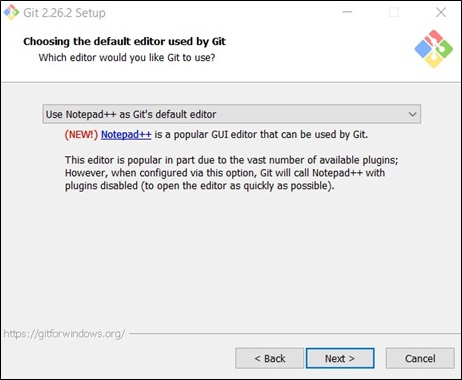 Git 2.26.2 Setup
Choosing the default editor used by Git
Which editor would you like Git to use?
Use Notepad++ as Git's default editor
(NEW!) Notepad++ is a popular GUI editor that can be used by Git.
This editor is popular in part due to the vast number of available plugins;
However, when configured via this option, Git will call Notepad++ with
plugins disabled (to open the editor as quickly as possible).
https://gitforwindows.org/
< Back
Next >
Cancel